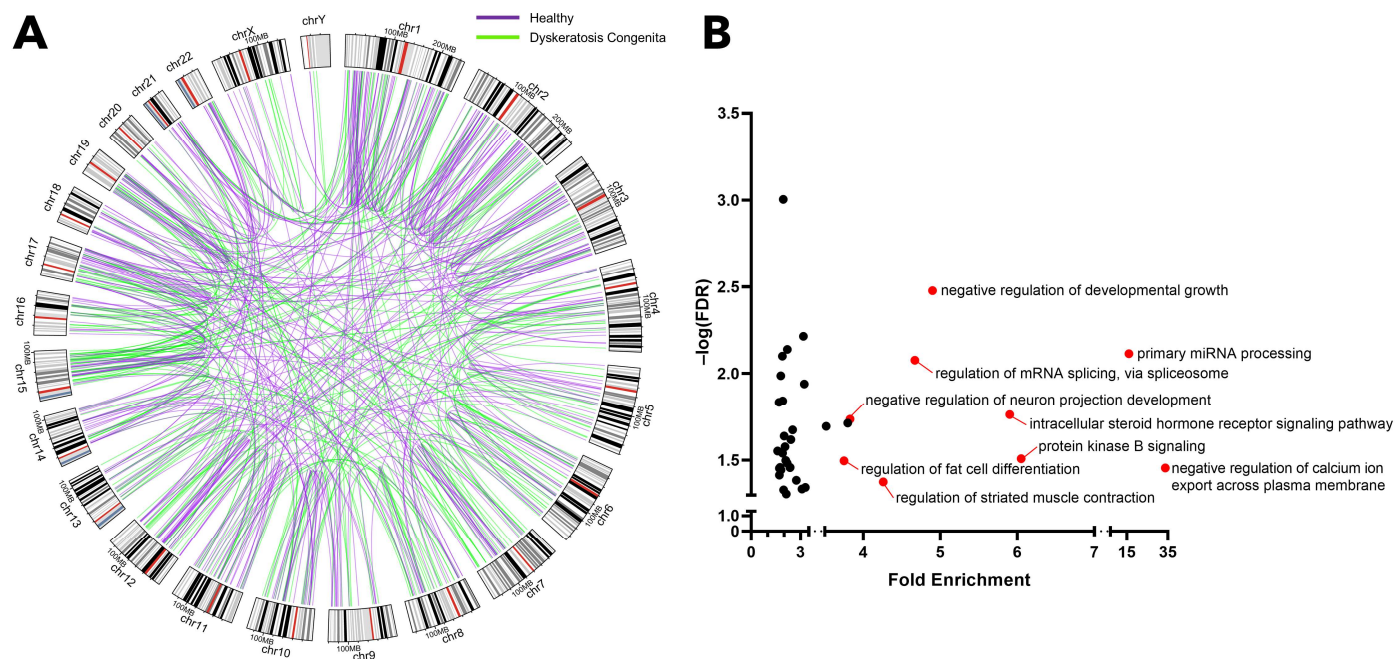 A
Healthy
Dyskeratosis Congenita
chr1
100MB
200MB
chr2
100MB
200MB
chr3
100MB
chr4
100MB
chr5
100MB
chr6
100MB
chr7
100MB
chr8
100MB
chr9
100MB
chr10
100MB
chr11
100MB
chr12
100MB
chr13
100MB
chr14
100MB
chr15
100MB
chr16
chr17
chr18
chr19
chr20
chr21
chr22
chrX
100MB
chrY
B
–log(FDR)
3.5
3.0
2.5
2.0
1.5
1.0
0
negative regulation of developmental growth
primary miRNA processing
regulation of mRNA splicing, via spliceosome
negative regulation of neuron projection development
intracellular steroid hormone receptor signaling pathway
protein kinase B signaling
regulation of fat cell differentiation
negative regulation of calcium ion
export across plasma membrane
regulation of striated muscle contraction
0 3 4 5 6 7 15 35
Fold Enrichment